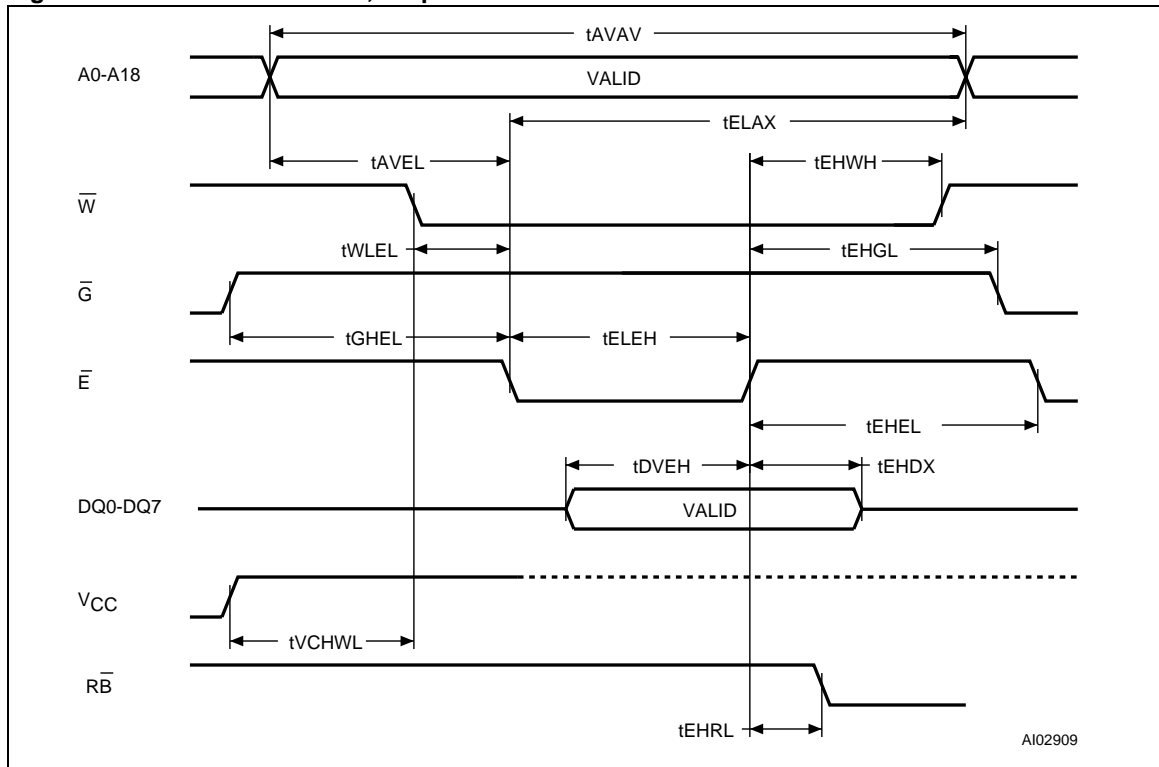 tAVAV
A0-A18
VALID
tELAX
tAVEL
tEHWH
W̅
tWLEL
tEHGL
G̅
tGHEL
tELEH
E̅
tEHEL
tDVEH
tEHDX
DQ0-DQ7
VALID
VCC
tVCHWL
RB̅
tEHRL
AI02909